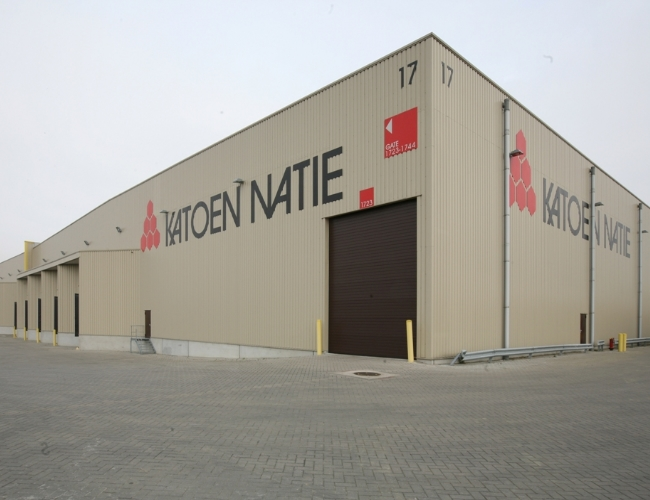 17
17
GATE
1723-1744
KATOEN NATIE
1723
KATOEN NATIE